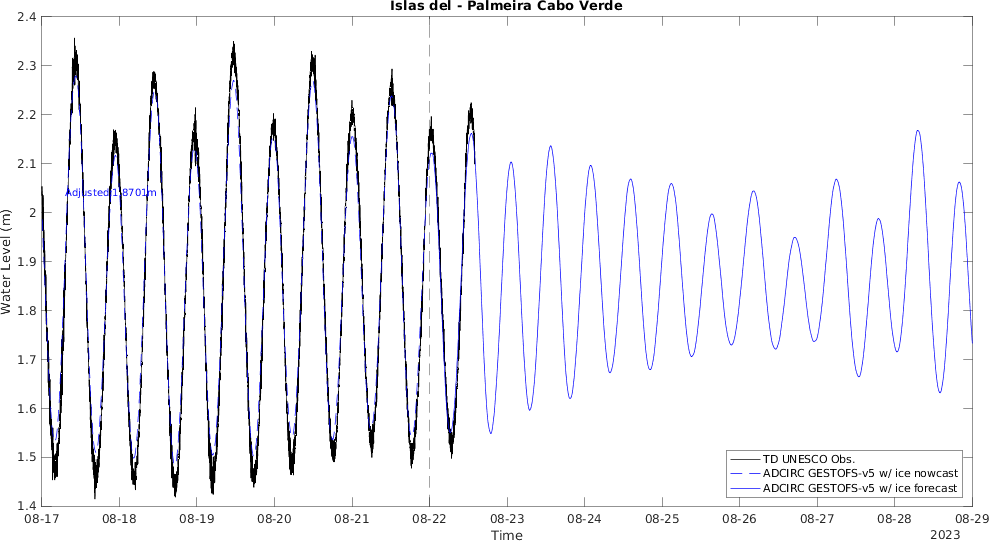 Islas del - Palmeira Cabo Verde
2.4
2.3
2.2
2.1
2
1.9
1.8
1.7
1.6
1.5
1.4
Water Level (m)
Adjusted 1.8701m
TD UNESCO Obs.
ADCIRC GESTOFS-v5 w/ ice nowcast
ADCIRC GESTOFS-v5 w/ ice forecast
08-17 08-18 08-19 08-20 08-21 08-22 08-23 08-24 08-25 08-26 08-27 08-28 08-29
Time
2023